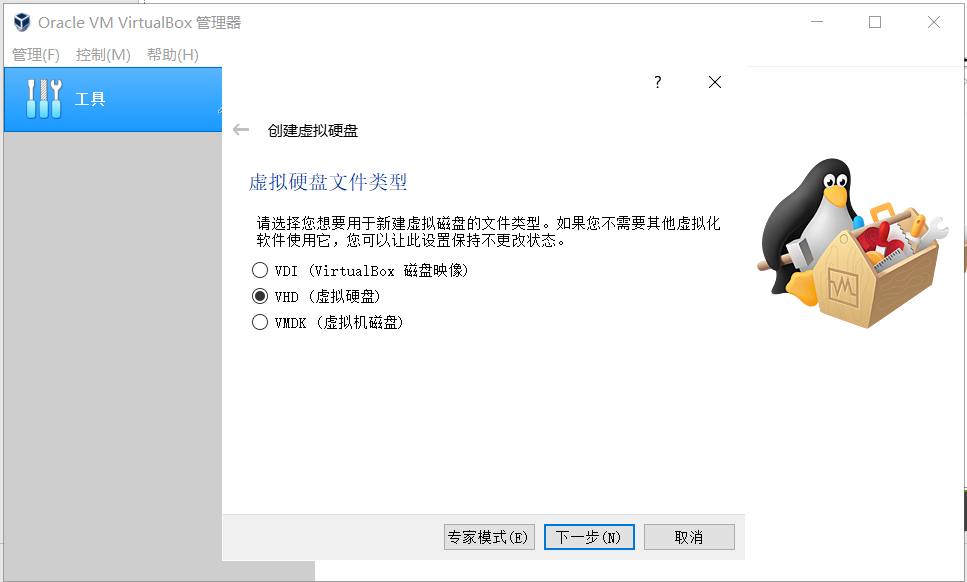 Oracle VM VirtualBox 管理器
管理(F) 控制(M) 帮助(H)
工具
?
创建虚拟硬盘
虚拟硬盘文件类型
请选择您想要用于新建虚拟磁盘的文件类型。如果您不需要其他虚拟化
软件使用它，您可以让此设置保持不更改状态。
VDI (VirtualBox 磁盘映像)
VHD (虚拟硬盘)
VMDK (虚拟机磁盘)
专家模式(E) 下一步(N) 取消